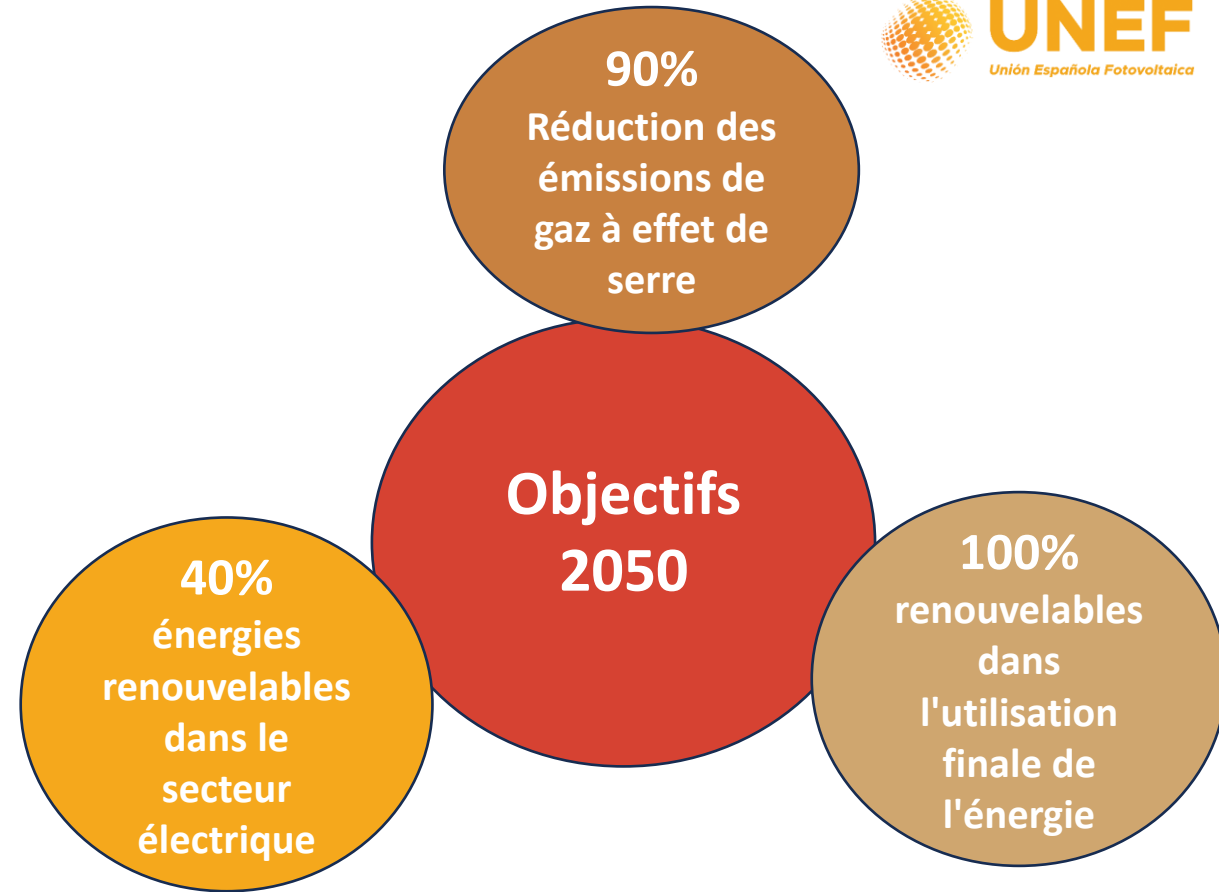 UNEF
Unión Española Fotovoltaica
90%
Réduction des
émissions de
gaz à effet de
serre
Objectifs
2050
40%
énergies
renouvelables
dans le
secteur
électrique
100%
renouvelables
dans
l'utilisation
finale de
l'énergie